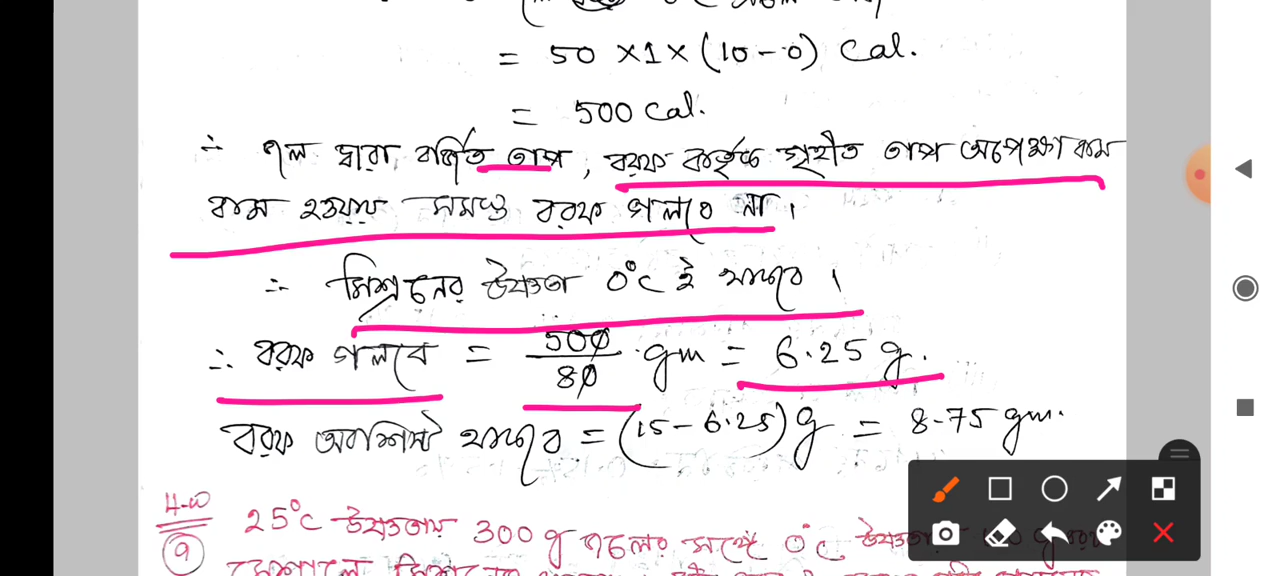 = 50 × 1 × (10 - 0) Cal.
= 500 Cal.
∴ জল দ্বারা বর্জিত তাপ, বরফ কর্তৃক গৃহীত তাপ অপেক্ষা কম
কম হওয়ায় সমস্ত বরফ গলবে না।
∴ মিশ্রনের উষ্ণতা 0°C ই থাকবে।
∴ বরফ গলবে = 500/80 gm = 6.25 g.
বরফ অবশিষ্ট থাকবে = (15 - 6.25) g = 8.75 gm.
H.W
9 25°C উষ্ণতায় 300 g জলের সঙ্গে 0°C
মেশালে মিশ্রনের